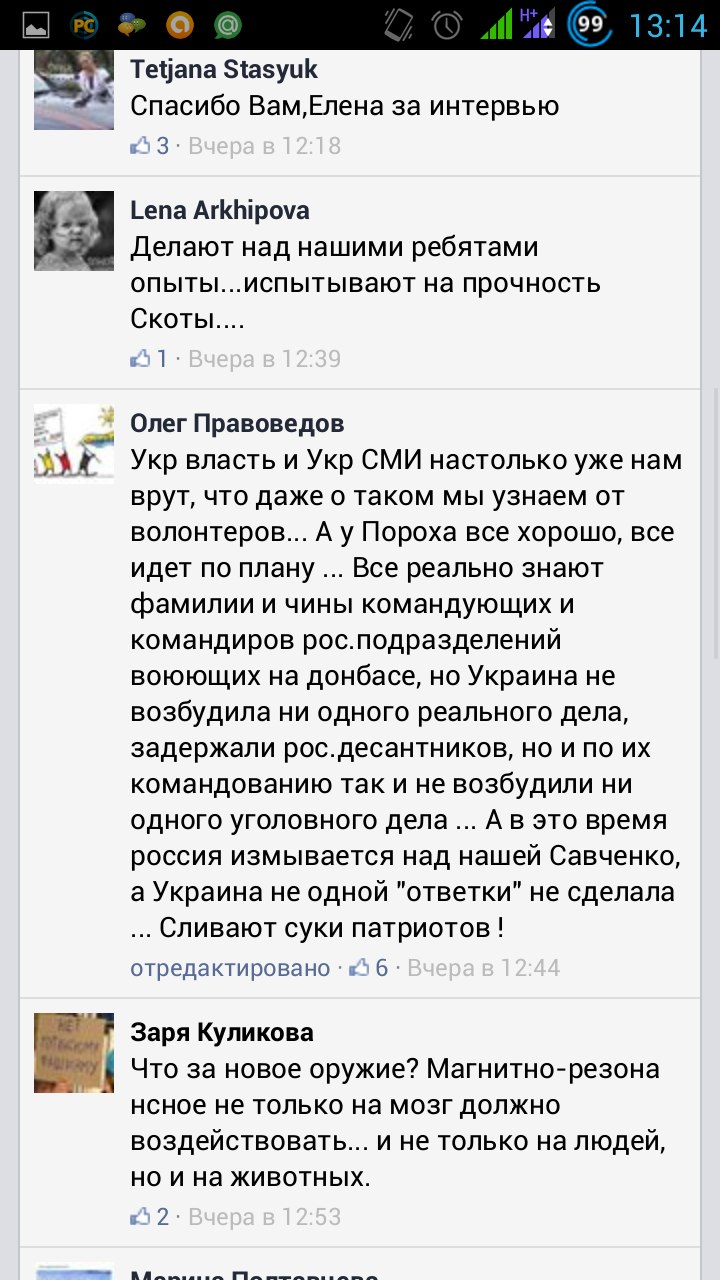 PC
@
H+
99
13:14
Tetjana Stasyuk
Спасибо Вам,Елена за интервью
3 · Вчера в 12:18
Lena Arkhipova
Делают над нашими ребятами
опыты...испытывают на прочность
Скоты....
1 · Вчера в 12:39
Олег Правоведов
Укр власть и Укр СМИ настолько уже нам
врут, что даже о таком мы узнаем от
волонтеров... А у Пороха все хорошо, все
идет по плану ... Все реально знают
фамилии и чины командующих и
командиров рос.подразделений
воюющих на донбасе, но Украина не
возбудила ни одного реального дела,
задержали рос.десантников, но и по их
командованию так и не возбудили ни
одного уголовного дела ... А в это время
россия измывается над нашей Савченко,
а Украина не одной "ответки" не сделала
... Сливают суки патриотов !
отредактировано · 6 · Вчера в 12:44
НЕТ
Заря Куликова
Что за новое оружие? Магнитно-резона
нсное не только на мозг должно
воздействовать... и не только на людей,
но и на животных.
2 · Вчера в 12:53
Марина Полтавцева